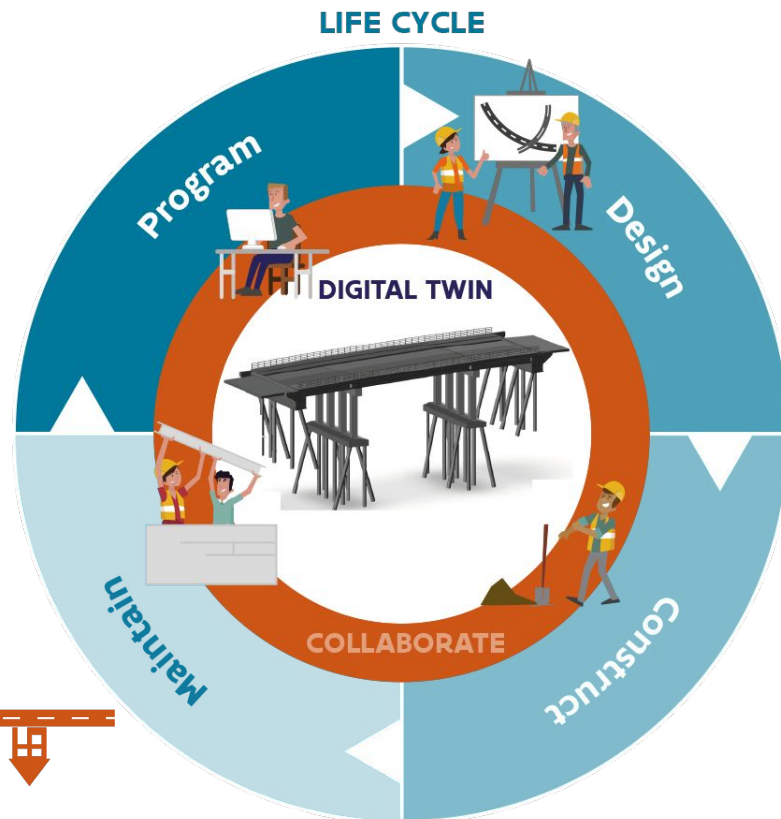 LIFE CYCLE
Program
Design
DIGITAL TWIN
COLLABORATE
Construct
Maintain